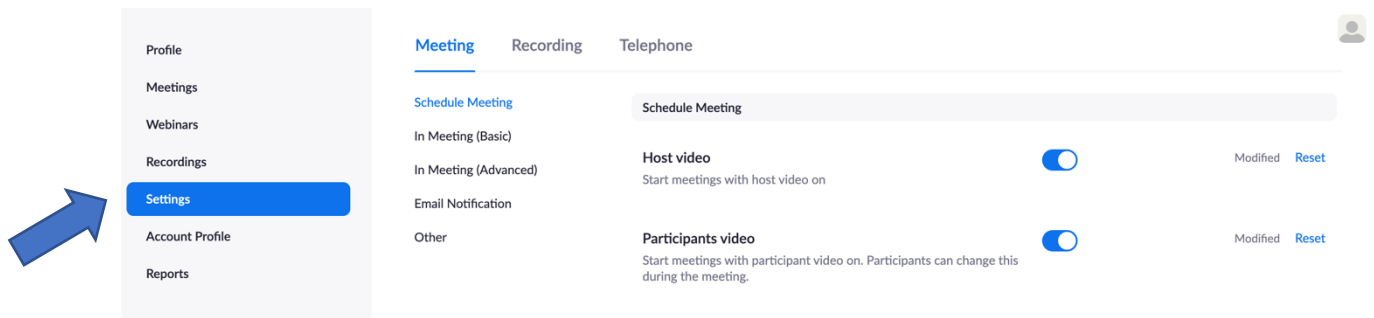 Profile
Meetings
Webinars
Recordings
Settings
Account Profile
Reports
Meeting Recording Telephone
Schedule Meeting
In Meeting (Basic)
In Meeting (Advanced)
Email Notification
Other
Schedule Meeting
Host video
Start meetings with host video on
Modified Reset
Participants video
Start meetings with participant video on. Participants can change this
during the meeting.
Modified Reset